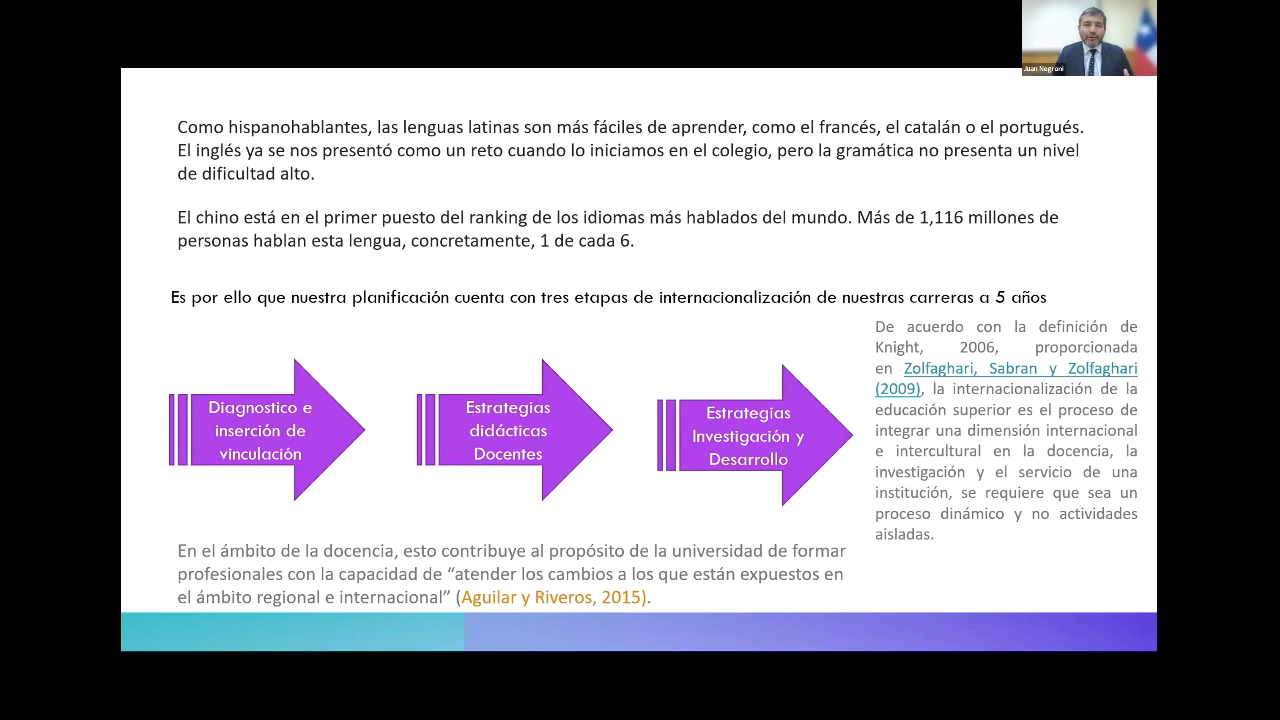 Juan Negroni
Como hispanohablantes, las lenguas latinas son más fáciles de aprender, como el francés, el catalán o el portugués.
El inglés ya se nos presentó como un reto cuando lo iniciamos en el colegio, pero la gramática no presenta un nivel
de dificultad alto.
El chino está en el primer puesto del ranking de los idiomas más hablados del mundo. Más de 1,116 millones de
personas hablan esta lengua, concretamente, 1 de cada 6.
Es por ello que nuestra planificación cuenta con tres etapas de internacionalización de nuestras carreras a 5 años
Diagnostico e
inserción de
vinculación
Estrategias
didácticas
Docentes
Estrategias
Investigación y
Desarrollo
De acuerdo con la definición de
Knight, 2006, proporcionada
en Zolfaghari, Sabran y Zolfaghari
(2009), la internacionalización de la
educación superior es el proceso de
integrar una dimensión internacional
e intercultural en la docencia, la
investigación y el servicio de una
institución, se requiere que sea un
proceso dinámico y no actividades
aisladas.
En el ámbito de la docencia, esto contribuye al propósito de la universidad de formar
profesionales con la capacidad de “atender los cambios a los que están expuestos en
el ámbito regional e internacional” (Aguilar y Riveros, 2015).